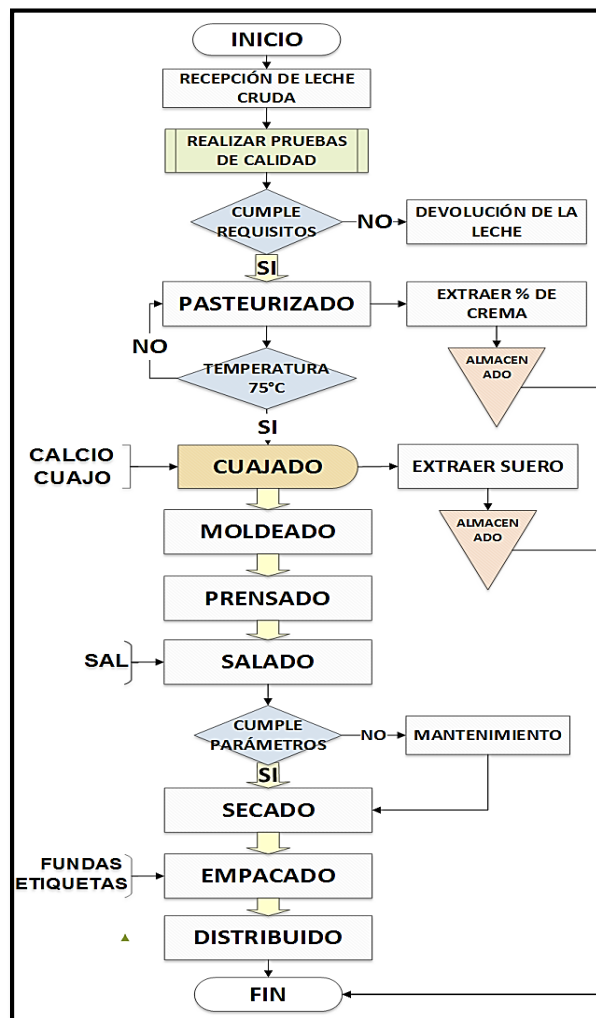 INICIO
RECEPCIÓN DE LECHE
CRUDA
REALIZAR PRUEBAS
DE CALIDAD
CUMPLE
REQUISITOS
NO
DEVOLUCIÓN DE LA
LECHE
SI
PASTEURIZADO
EXTRAER % DE
CREMA
NO
TEMPERATURA
75°C
ALMACEN
ADO
SI
CALCIO
CUAJO
CUAJADO
EXTRAER SUERO
MOLDEADO
ALMACEN
ADO
PRENSADO
SAL
SALADO
CUMPLE
PARÁMETROS
NO
MANTENIMIENTO
SI
SECADO
FUNDAS
ETIQUETAS
EMPACADO
DISTRIBUIDO
FIN